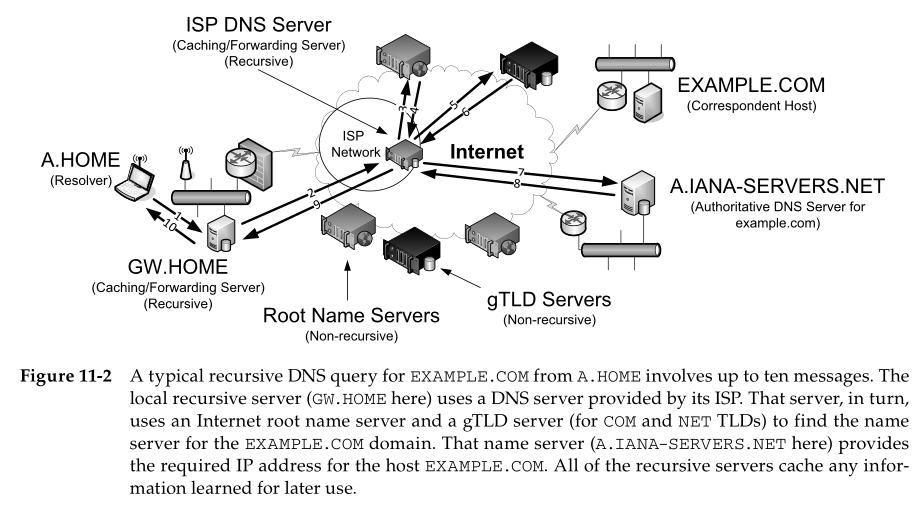 ISP DNS Server
(Caching/Forwarding Server)
(Recursive)
EXAMPLE.COM
(Correspondent Host)
ISP
Network
Internet
3
4
5
6
A.HOME
(Resolver)
2
9
7
8
A.IANA-SERVERS.NET
(Authoritative DNS Server for
example.com)
1
10
GW.HOME
(Caching/Forwarding Server)
(Recursive)
Root Name Servers
(Non-recursive)
gTLD Servers
(Non-recursive)
Figure 11-2 A typical recursive DNS query for EXAMPLE.COM from A.HOME involves up to ten messages. The
local recursive server (GW.HOME here) uses a DNS server provided by its ISP. That server, in turn,
uses an Internet root name server and a gTLD server (for COM and NET TLDs) to find the name
server for the EXAMPLE.COM domain. That name server (A.IANA-SERVERS.NET here) provides
the required IP address for the host EXAMPLE.COM. All of the recursive servers cache any infor-
mation learned for later use.